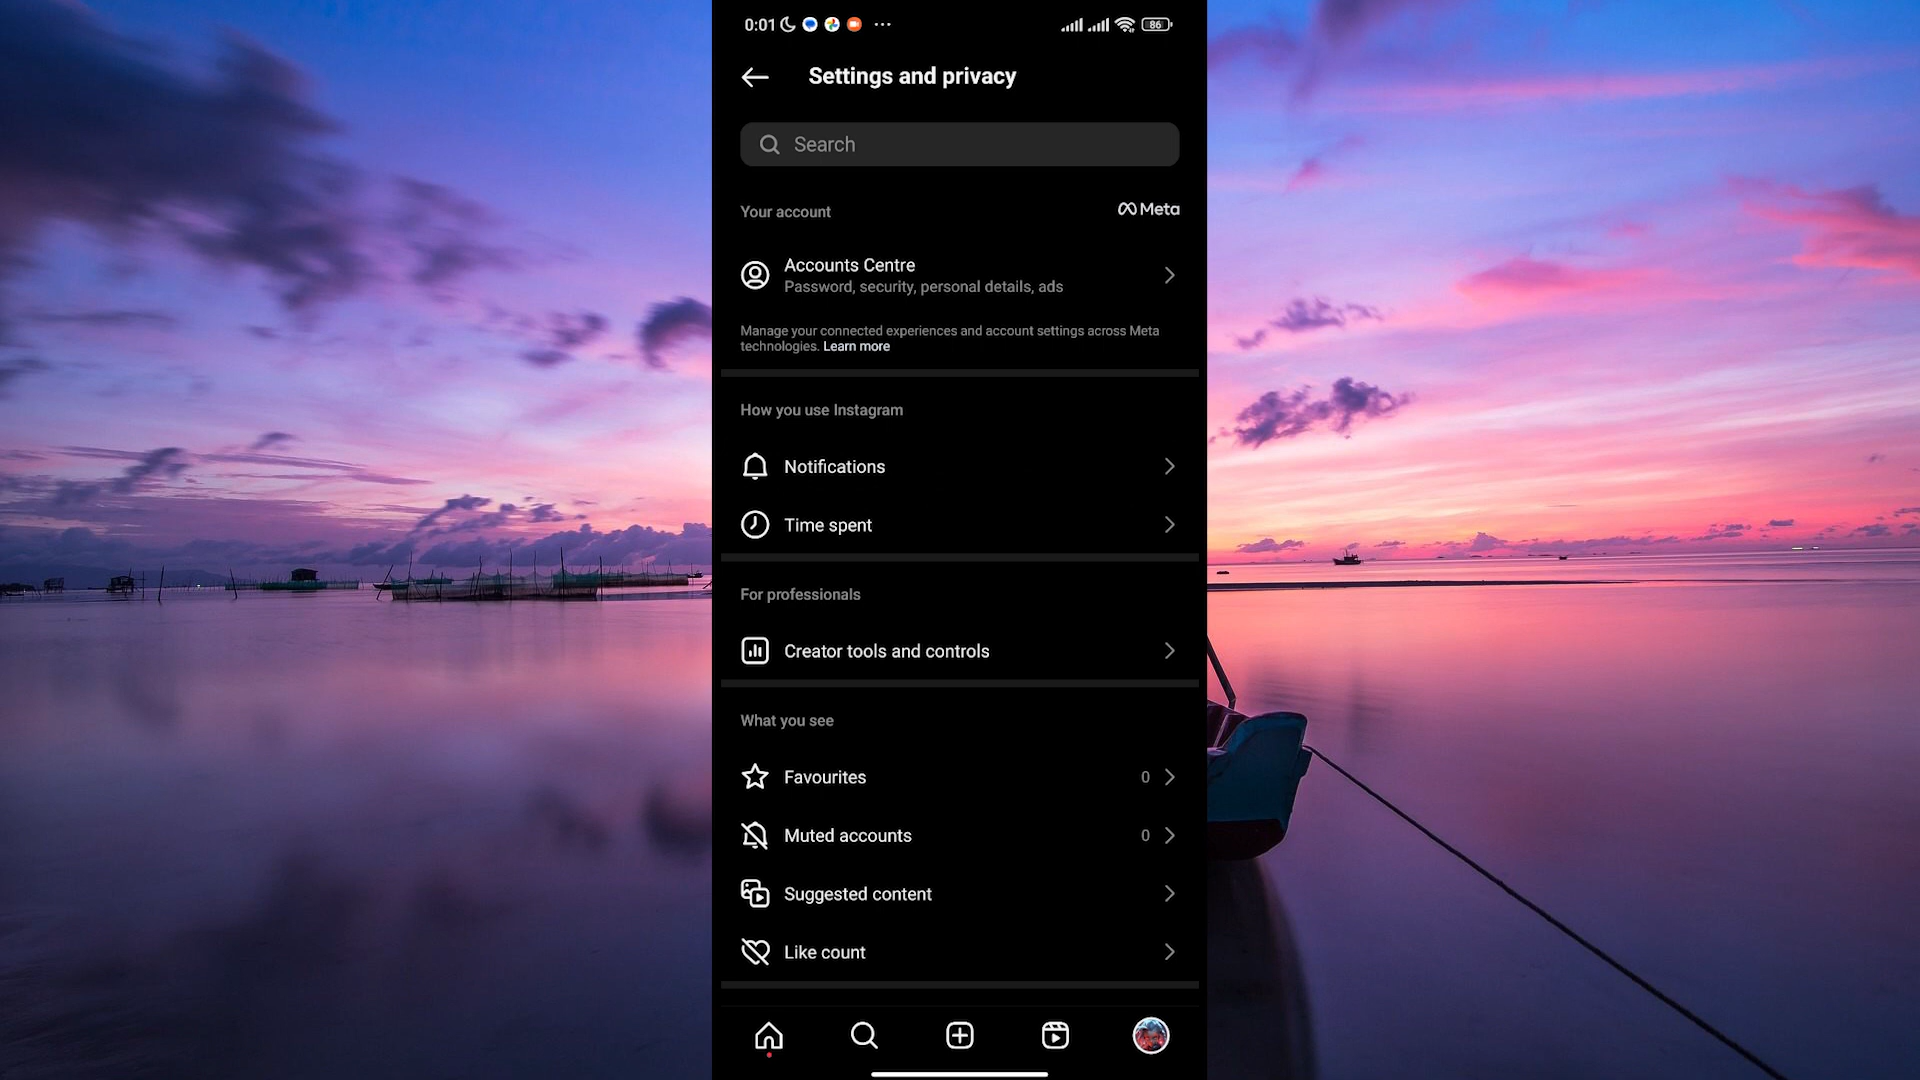 0:01
86
Settings and privacy
Search
Your account
Meta
Accounts Centre
Password, security, personal details, ads
Manage your connected experiences and account settings across Meta
technologies. Learn more
How you use Instagram
Notifications
Time spent
For professionals
Creator tools and controls
What you see
Favourites 0
Muted accounts 0
Suggested content
Like count